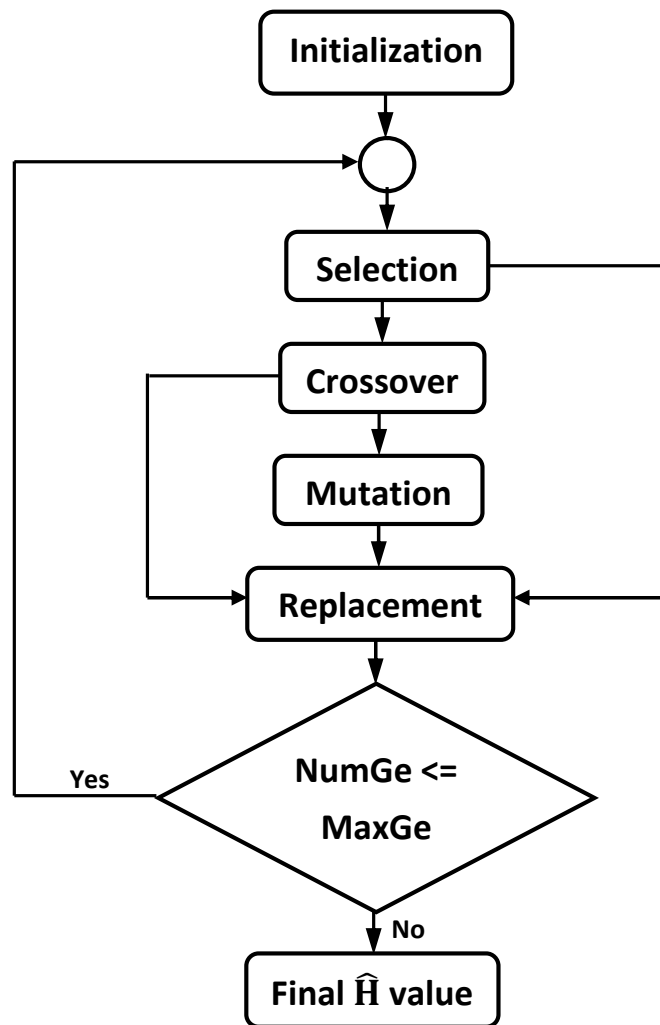 Initialization
Selection
Crossover
Mutation
Replacement
NumGe <=
MaxGe
Yes
No
Final Ĥ value